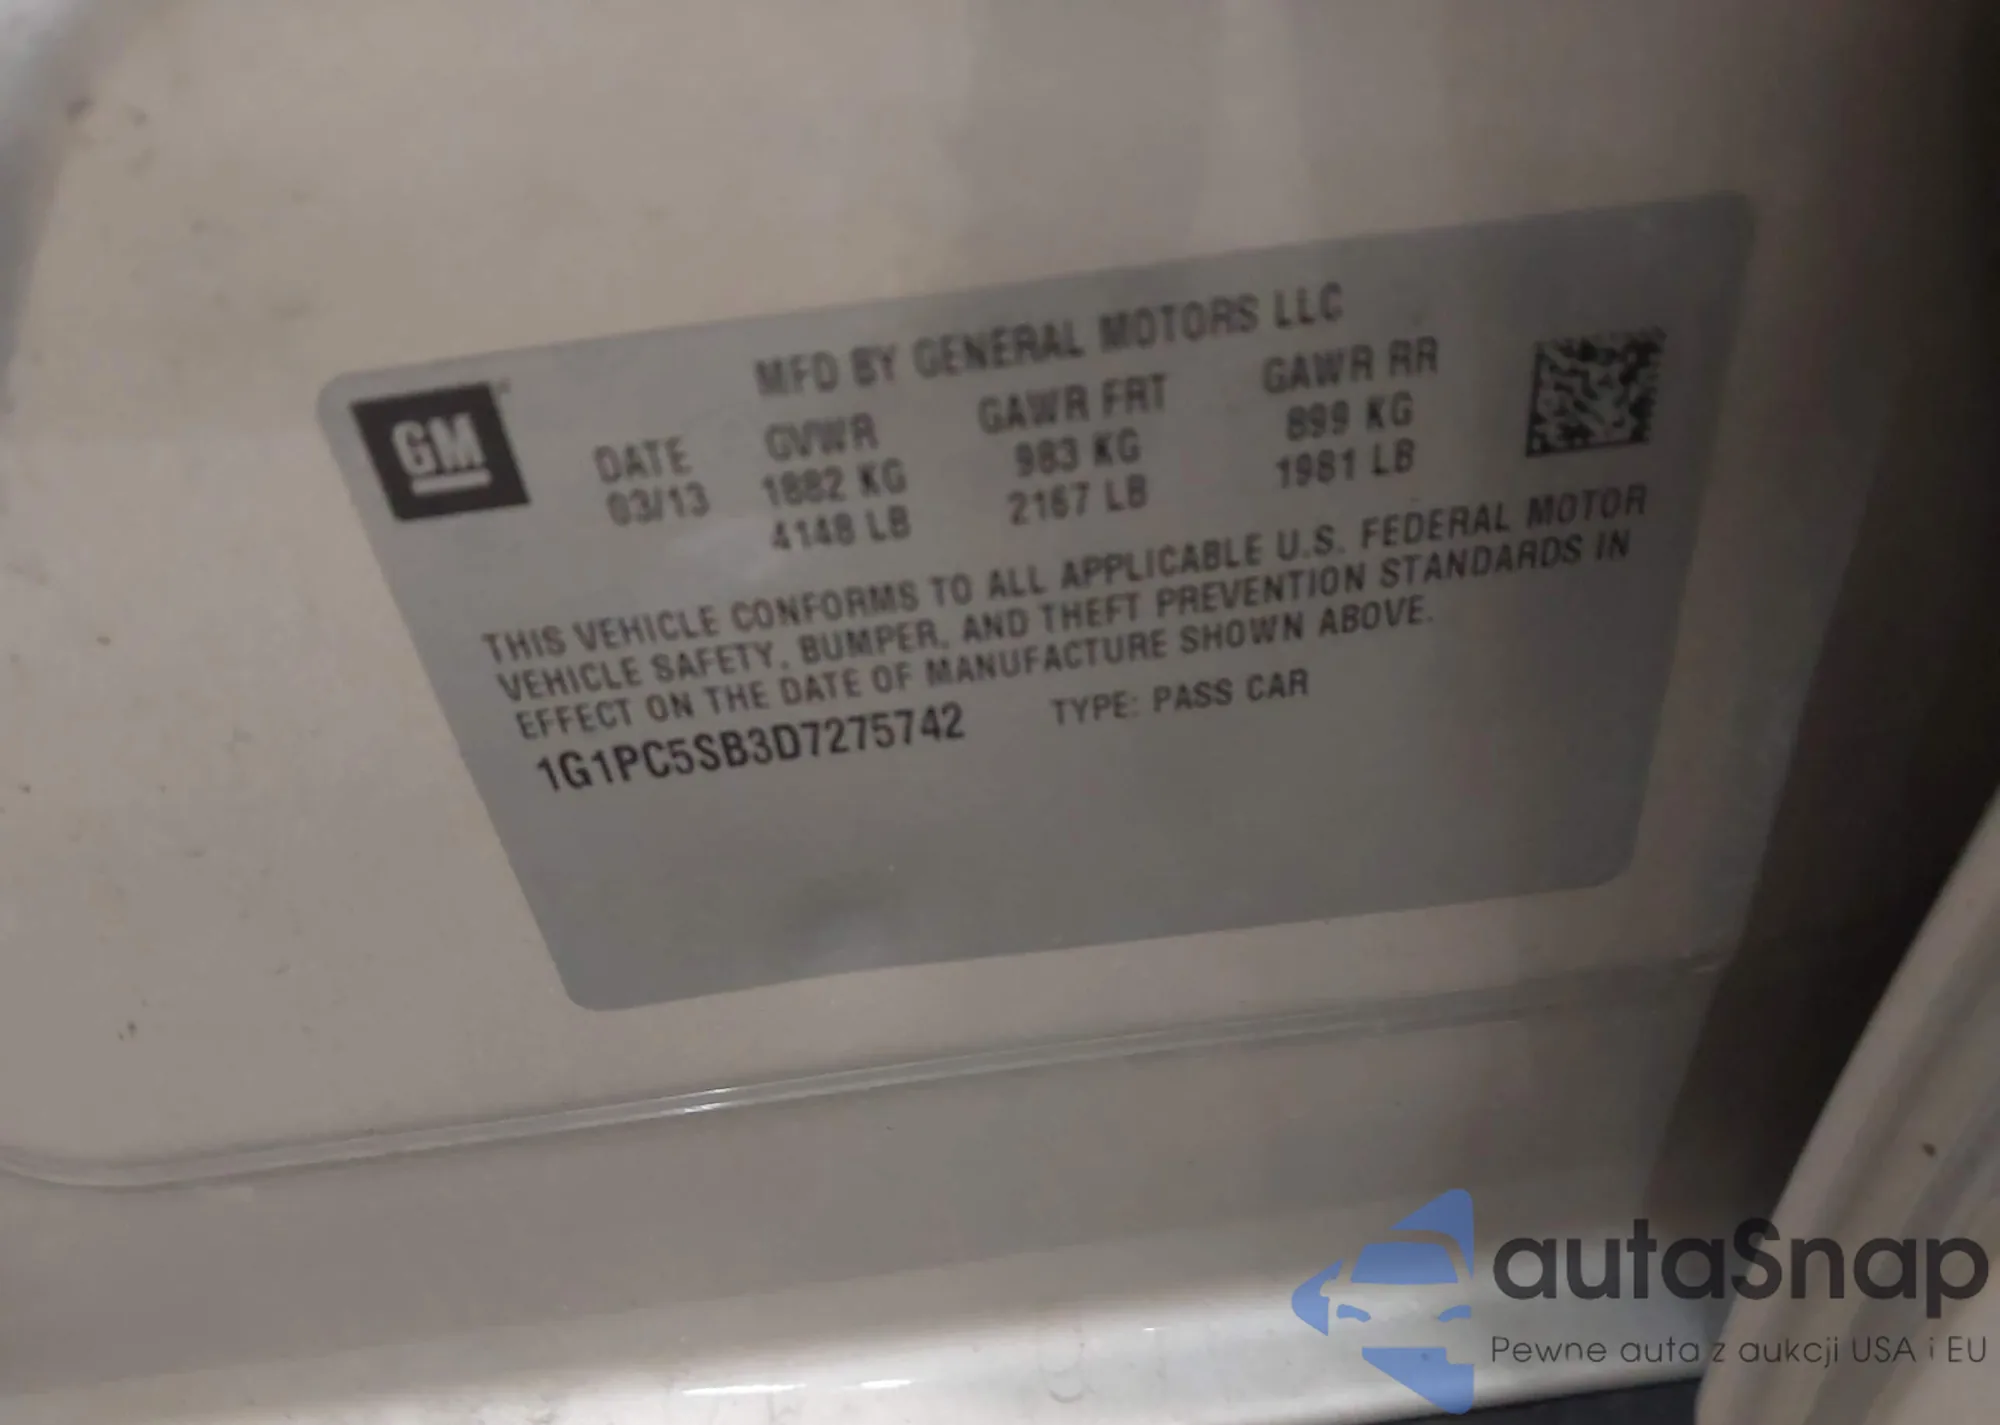 MFD BY GENERAL MOTORS LLC
GM
DATE GVWR GAWR FRT GAWR RR
03/13 1882 KG 983 KG 899 KG
4148 LB 2167 LB 1981 LB
THIS VEHICLE CONFORMS TO ALL APPLICABLE U.S. FEDERAL MOTOR
VEHICLE SAFETY, BUMPER, AND THEFT PREVENTION STANDARDS IN
EFFECT ON THE DATE OF MANUFACTURE SHOWN ABOVE.
1G1PC5SB3D7275742 TYPE: PASS CAR
autaSnap
Pewne auta z aukcji USA i EU